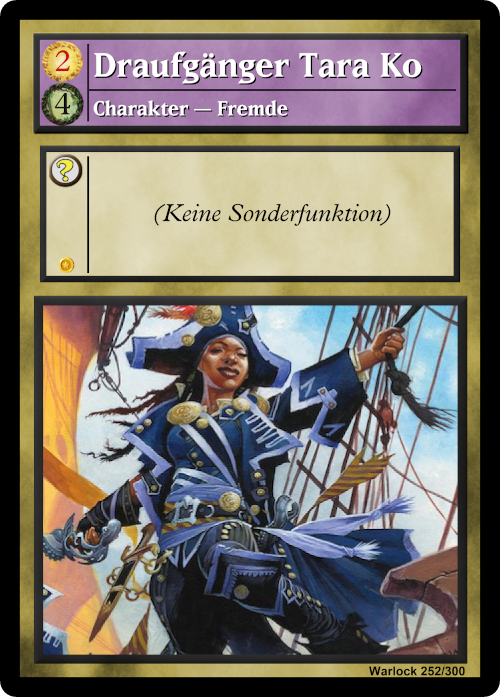 2
Draufgänger Tara Ko
4
Charakter — Fremde
?
(Keine Sonderfunktion)
Warlock 252/300